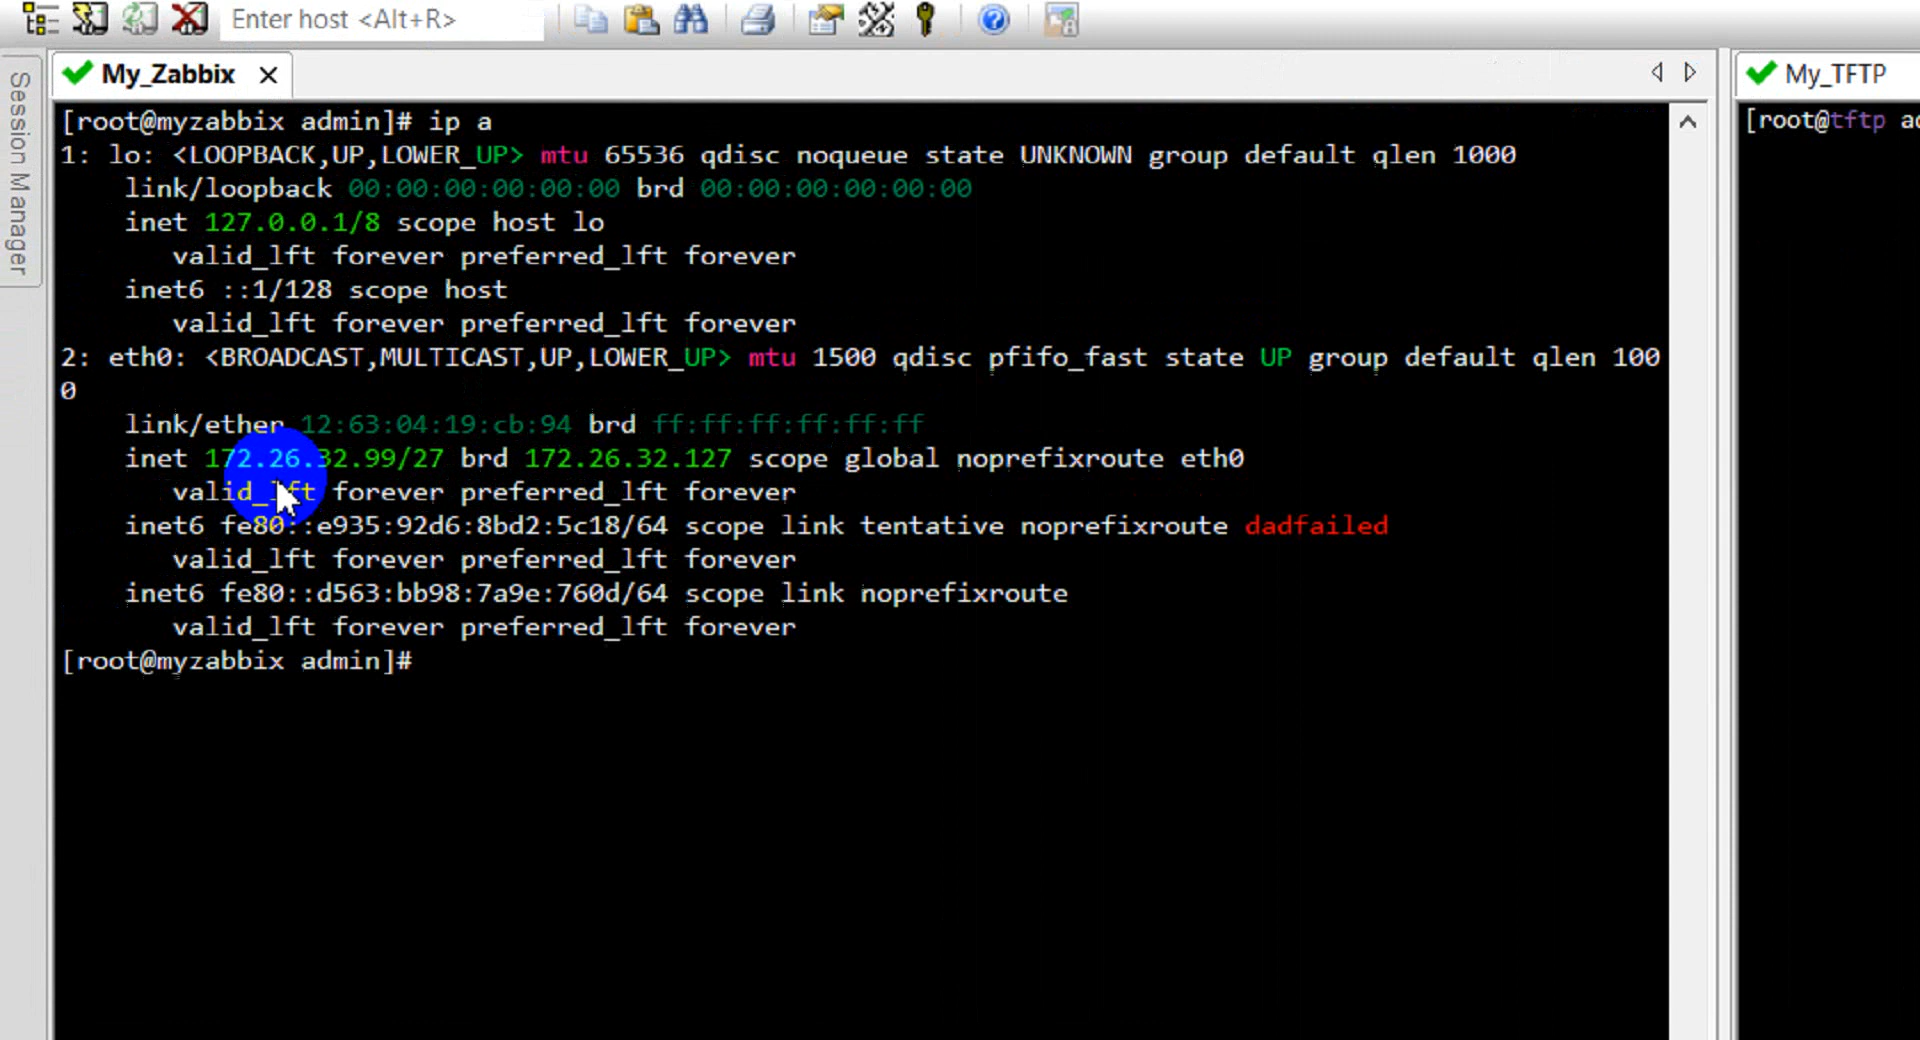 Enter host <Alt+R>
Session Manager
My_Zabbix
My_TFTP
[root@myzabbix admin]# ip a
1: lo: <LOOPBACK,UP,LOWER_UP> mtu 65536 qdisc noqueue state UNKNOWN group default qlen 1000
link/loopback 00:00:00:00:00:00 brd 00:00:00:00:00:00
inet 127.0.0.1/8 scope host lo
valid_lft forever preferred_lft forever
inet6 ::1/128 scope host
valid_lft forever preferred_lft forever
2: eth0: <BROADCAST,MULTICAST,UP,LOWER_UP> mtu 1500 qdisc pfifo_fast state UP group default qlen 100
0
link/ether 12:63:04:19:cb:94 brd ff:ff:ff:ff:ff:ff
inet 172.26.32.99/27 brd 172.26.32.127 scope global noprefixroute eth0
valid_lft forever preferred_lft forever
inet6 fe80::e935:92d6:8bd2:5c18/64 scope link tentative noprefixroute dadfailed
valid_lft forever preferred_lft forever
inet6 fe80::d563:bb98:7a9e:760d/64 scope link noprefixroute
valid_lft forever preferred_lft forever
[root@myzabbix admin]#
[root@tftp